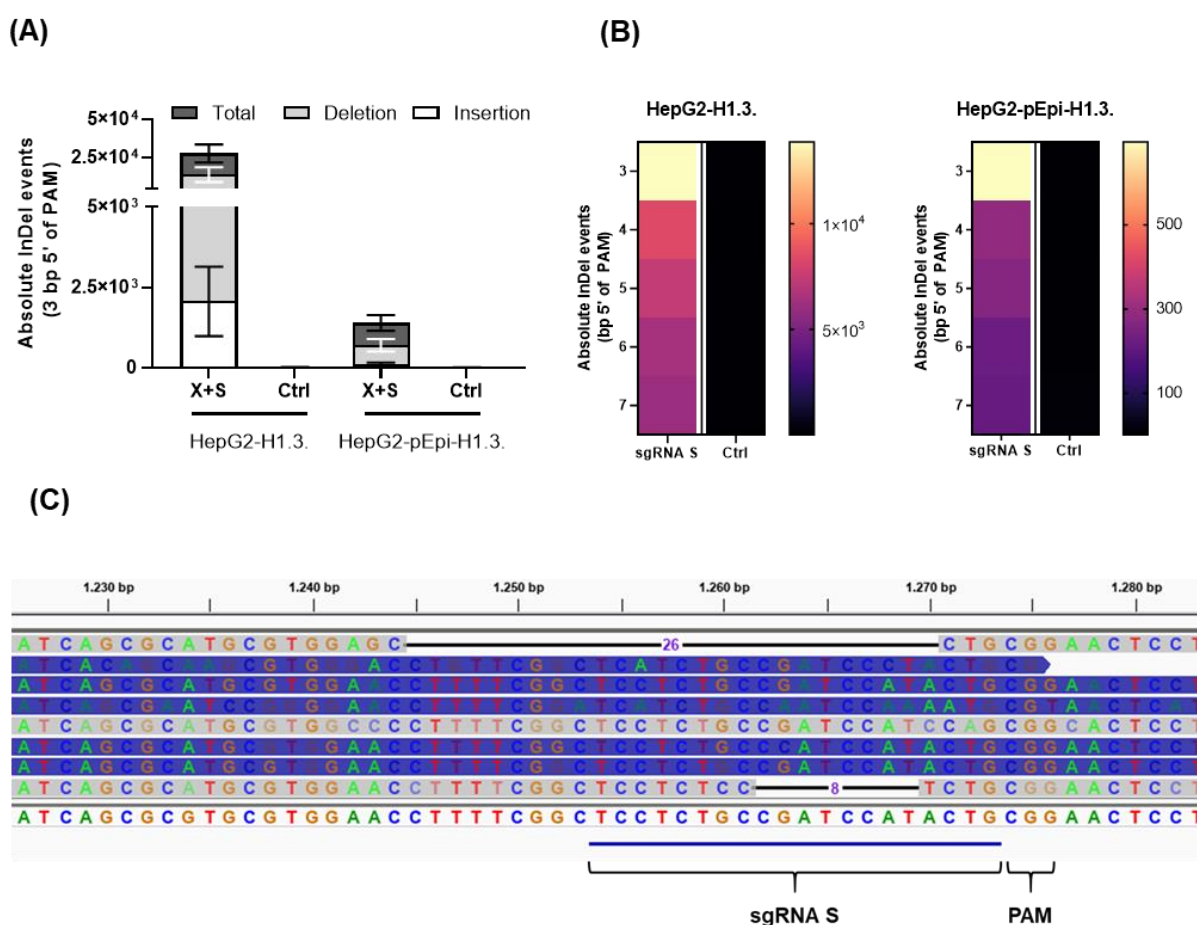 (A)
Total Deletion Insertion
Absolute InDel events
(3 bp 5' of PAM)
5×10⁴
2.5×10⁴
5×10³
2.5×10³
0
X+S Ctrl X+S Ctrl
HepG2-H1.3. HepG2-pEpi-H1.3.
(B)
HepG2-H1.3.
Absolute InDel events
(bp 5' of PAM)
3
4
5
6
7
sgRNA S Ctrl
1×10⁴
5×10³
HepG2-pEpi-H1.3.
Absolute InDel events
(bp 5' of PAM)
3
4
5
6
7
sgRNA S Ctrl
500
300
100
(C)
1.230 bp 1.240 bp 1.250 bp 1.260 bp 1.270 bp 1.280 bp
A T C A G C G C A T G C G T G G A G C 26 C T G C G G A A C T C C T
A T C A G C G C A T G C G T G G C C C C T T T T C G G C T C C T C T G C C G A T C C A T C C A G C G G C A C T C C T
A T C A G C G C A T G C G T G G A A C C T T T T C G G C T C C T C T C C 8 T C T G C G G A A C T C C T
A T C A G C G C G T G C G T G G A A C C T T T T C G G C T C C T C T G C C G A T C C A T A C T G C G G A A C T C C T
sgRNA S PAM